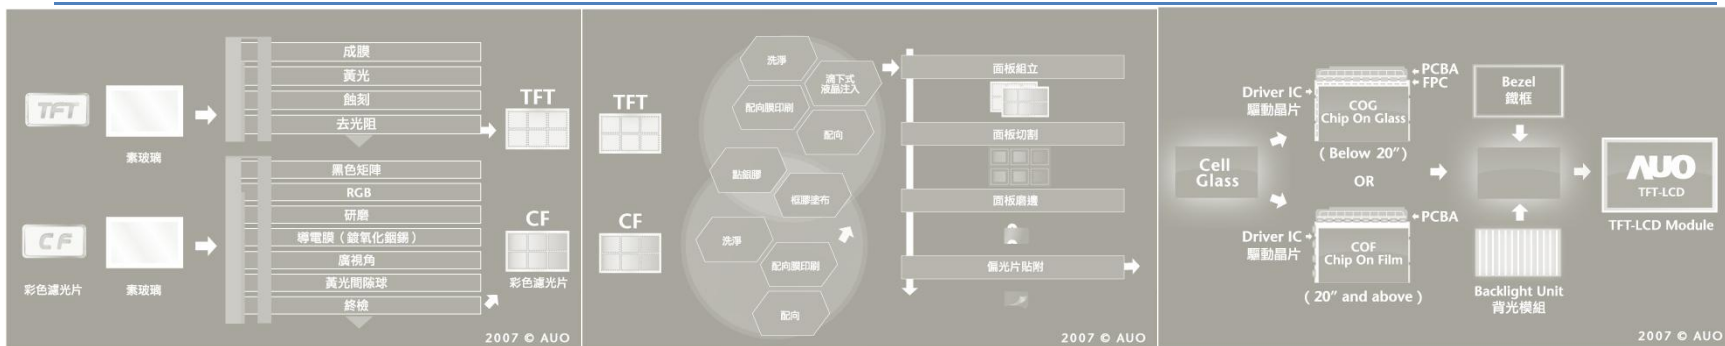 TFT
素玻璃
成膜
黃光
蝕刻
去光阻
TFT
CF
彩色濾光片
素玻璃
黑色矩陣
RGB
研磨
導電膜（鍍氧化銦錫）
廣視角
黃光間隙球
終檢
CF
彩色濾光片
2007 © AUO
TFT
CF
洗淨
滴下式
液晶注入
配向膜印刷
配向
點銀膠
框膠塗布
洗淨
配向膜印刷
配向
面板組立
面板切割
面板磨邊
偏光片貼附
2007 © AUO
Cell
Glass
Driver IC
驅動晶片
PCBA
FPC
COG
Chip On Glass
( Below 20” )
OR
PCBA
Driver IC
驅動晶片
COF
Chip On Film
( 20” and above )
Bezel
鐵框
Backlight Unit
背光模組
AUO
TFT-LCD
TFT-LCD Module
2007 © AUO